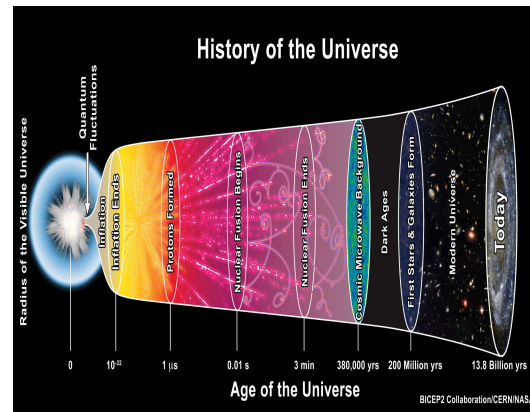 History of the Universe
Radius of the Visible Universe
Quantum
Fluctuations
Inflation
Inflation Ends
Protons Formed
Nuclear Fusion Begins
Nuclear Fusion Ends
Cosmic Microwave Background
Dark Ages
First Stars & Galaxies Form
Modern Universe
Today
0
10⁻³²
1 µs
0.01 s
3 min
380,000 yrs
200 Million yrs
13.8 Billion yrs
Age of the Universe
BICEP2 Collaboration/CERN/NAS